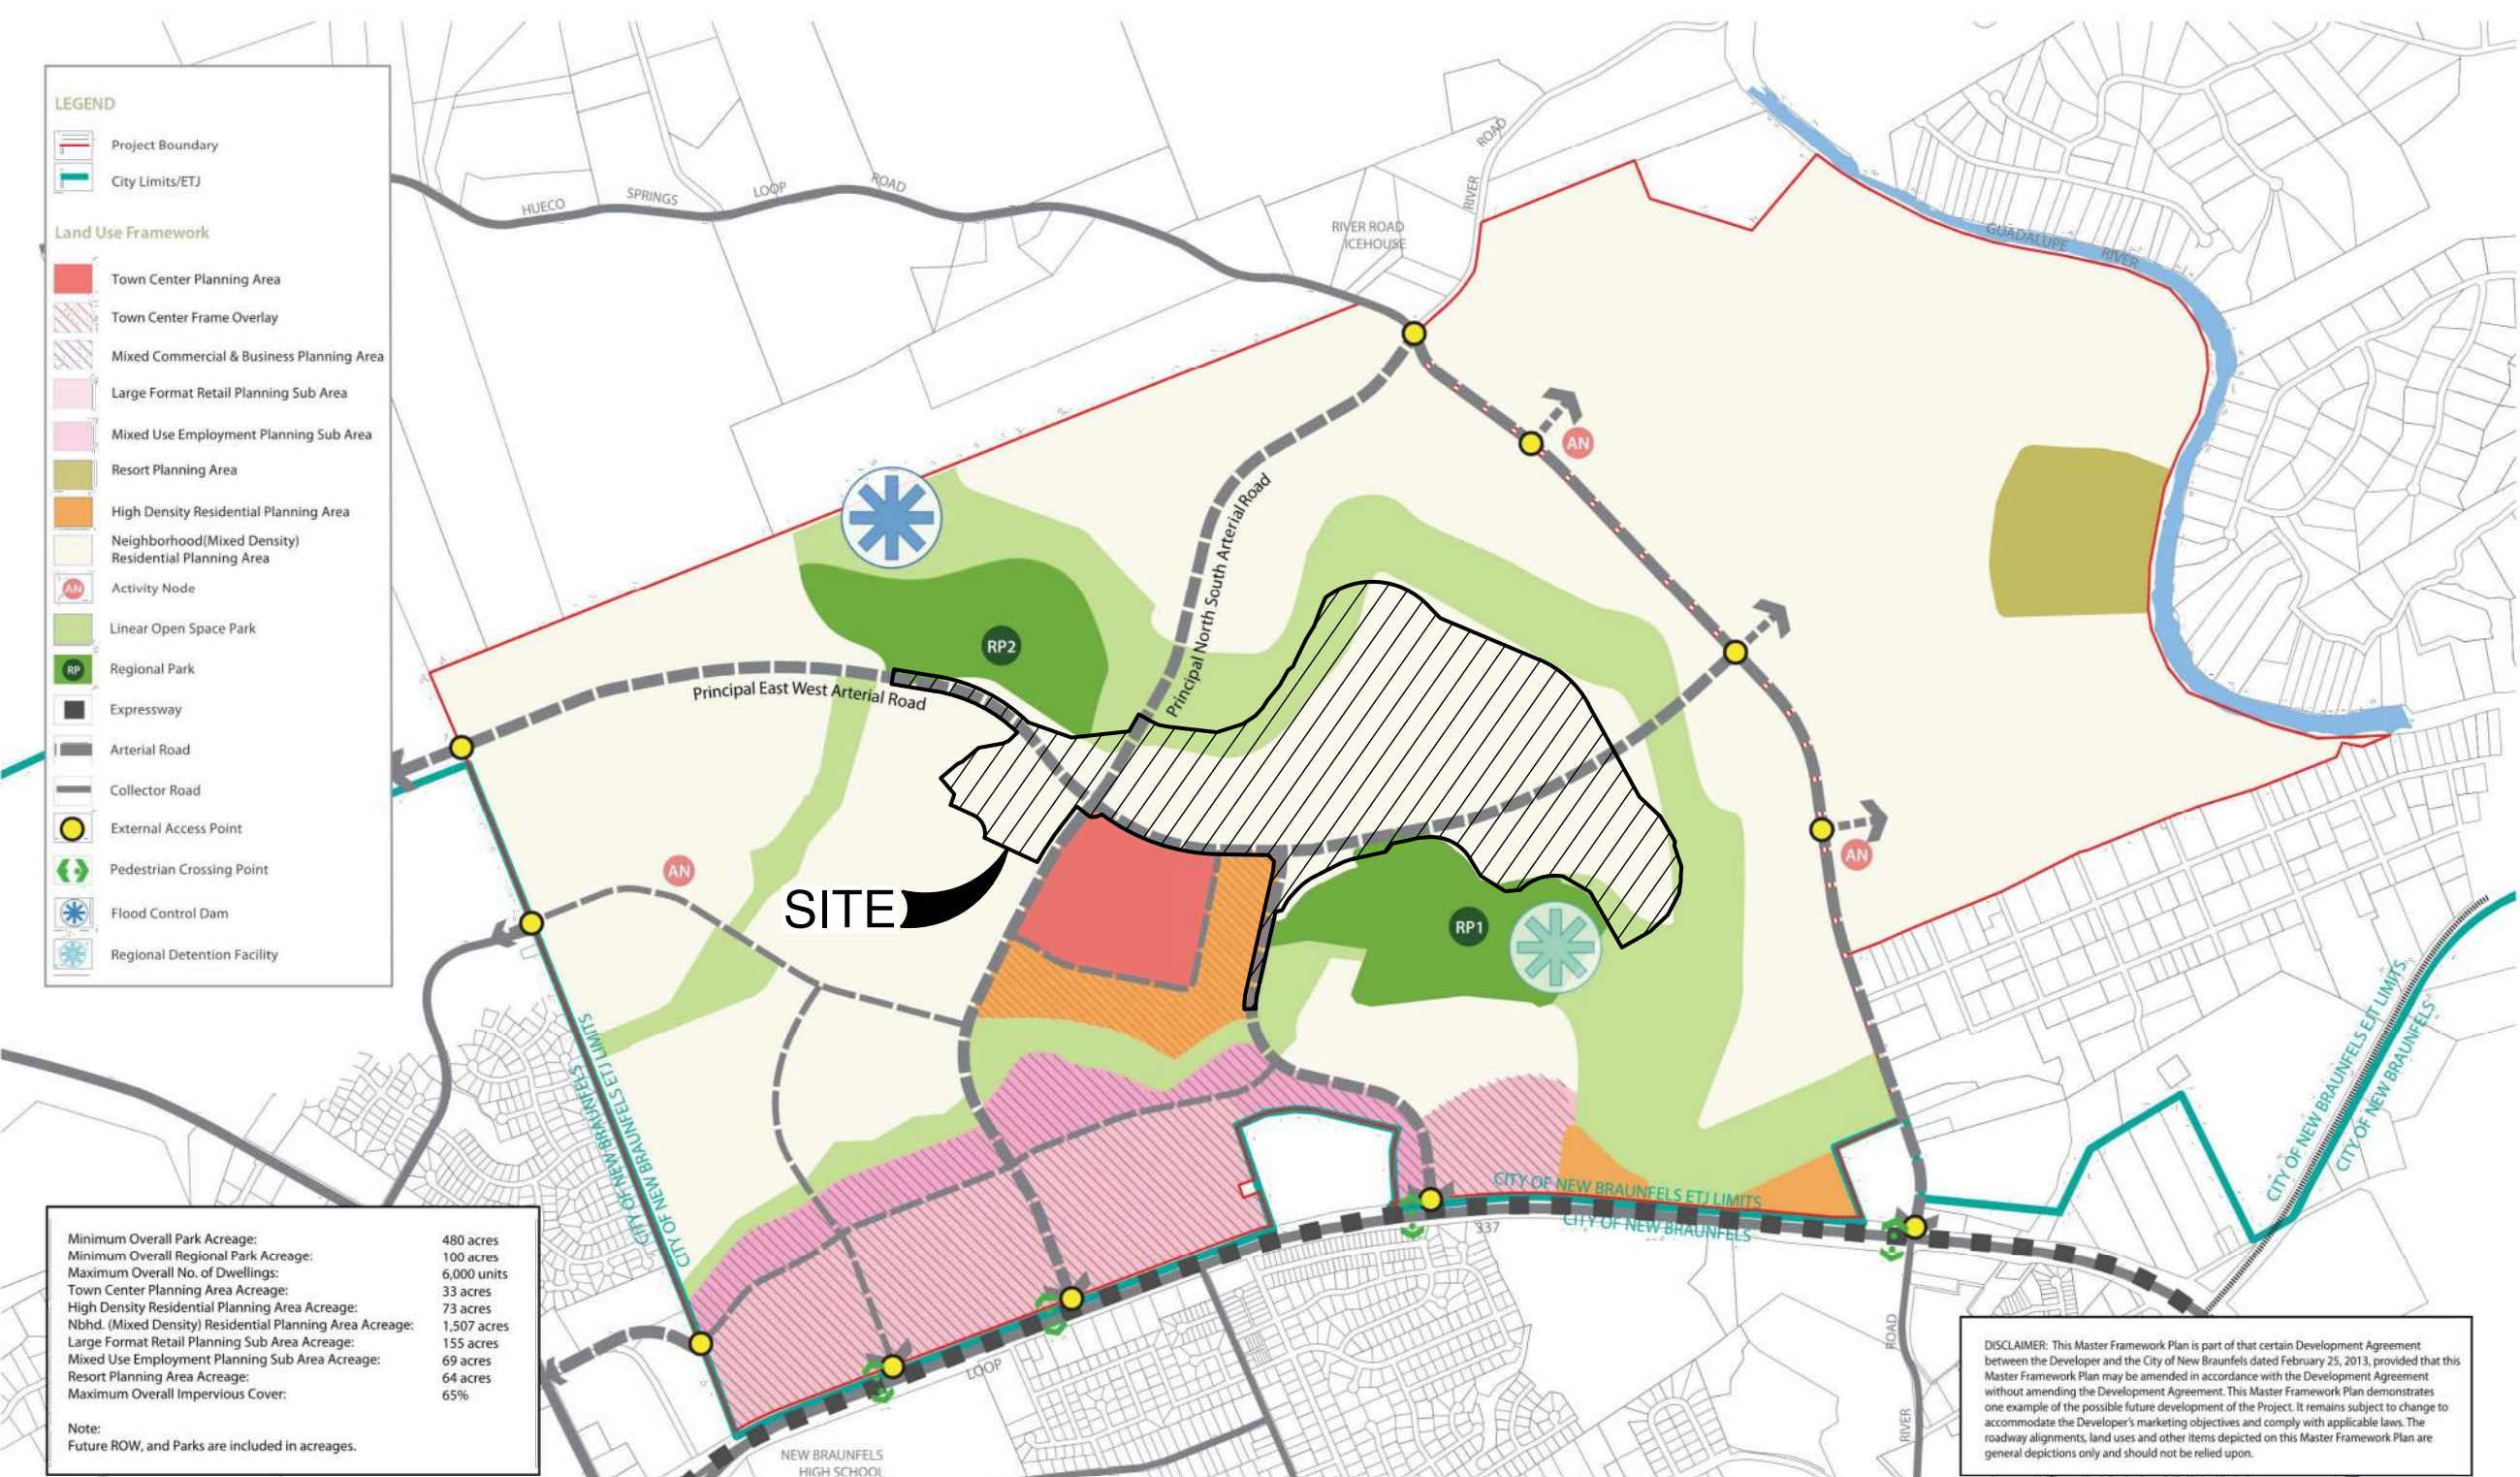 LEGEND
Project Boundary
City Limits/ETJ
Land Use Framework
Town Center Planning Area
Town Center Frame Overlay
Mixed Commercial & Business Planning Area
Large Format Retail Planning Sub Area
Mixed Use Employment Planning Sub Area
Resort Planning Area
High Density Residential Planning Area
Neighborhood(Mixed Density)
Residential Planning Area
AN Activity Node
Linear Open Space Park
RP Regional Park
Expressway
Arterial Road
Collector Road
External Access Point
Pedestrian Crossing Point
Flood Control Dam
Regional Detention Facility
HUECO SPRINGS LOOP ROAD
RIVER ROAD
RIVER ROAD
ICEHOUSE
GUADALUPE RIVER
AN
Principal North South Arterial Road
RP2
Principal East West Arterial Road
AN
AN
SITE
RP1
CITY OF NEW BRAUNFELS ETJ LIMITS
CITY OF NEW BRAUNFELS
CITY OF NEW BRAUNFELS
CITY OF NEW BRAUNFELS EJT LIMITS
CITY OF NEW BRAUNFELS
CITY OF NEW BRAUNFELS ETJ LIMITS
337
CITY OF NEW BRAUNFELS
LOOP
ROAD
RIVER
NEW BRAUNFELS
HIGH SCHOOL
Minimum Overall Park Acreage: 480 acres
Minimum Overall Regional Park Acreage: 100 acres
Maximum Overall No. of Dwellings: 6,000 units
Town Center Planning Area Acreage: 33 acres
High Density Residential Planning Area Acreage: 73 acres
Nbhd. (Mixed Density) Residential Planning Area Acreage: 1,507 acres
Large Format Retail Planning Sub Area Acreage: 155 acres
Mixed Use Employment Planning Sub Area Acreage: 69 acres
Resort Planning Area Acreage: 64 acres
Maximum Overall Impervious Cover: 65%
Note:
Future ROW, and Parks are included in acreages.
DISCLAIMER: This Master Framework Plan is part of that certain Development Agreement
between the Developer and the City of New Braunfels dated February 25, 2013, provided that this
Master Framework Plan may be amended in accordance with the Development Agreement
without amending the Development Agreement. This Master Framework Plan demonstrates
one example of the possible future development of the Project. It remains subject to change to
accommodate the Developer's marketing objectives and comply with applicable laws. The
roadway alignments, land uses and other items depicted on this Master Framework Plan are
general depictions only and should not be relied upon.